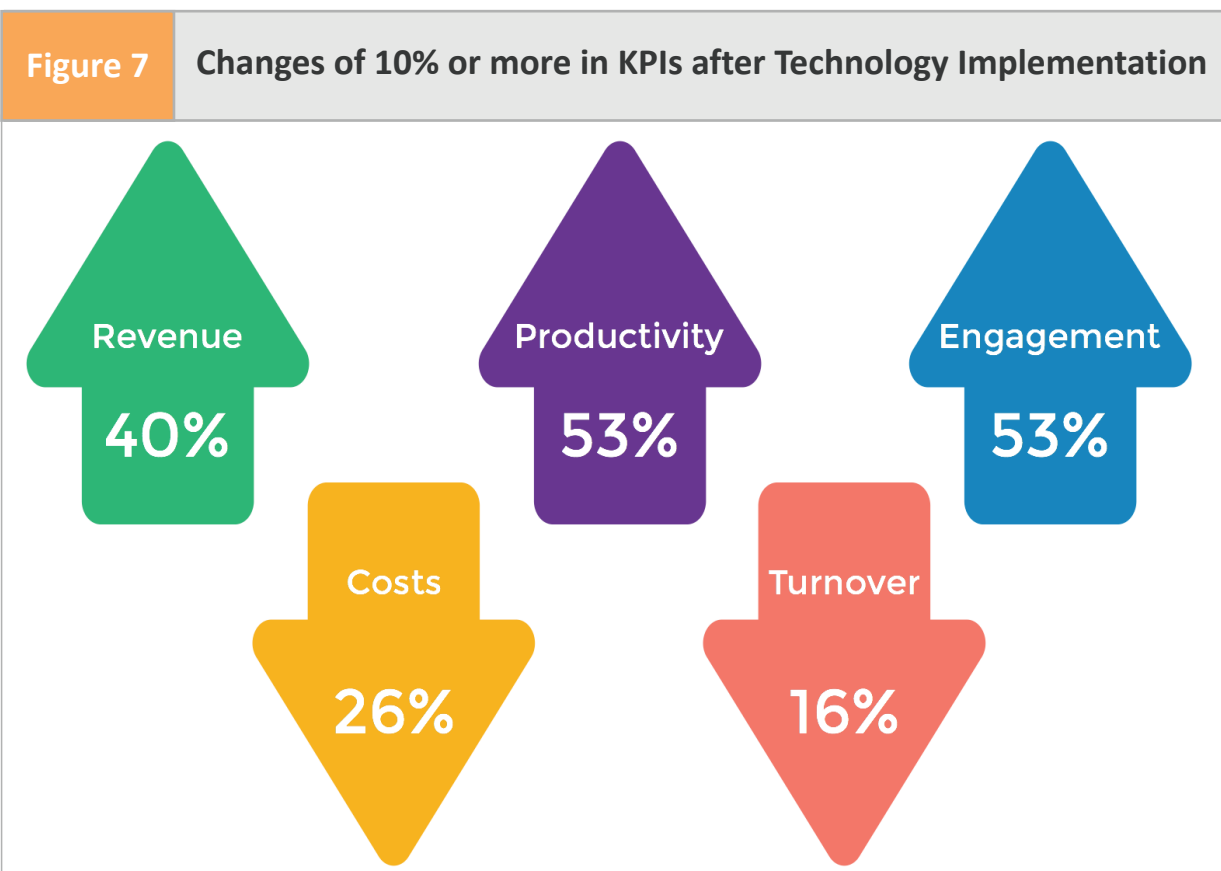 Figure 7
Changes of 10% or more in KPIs after Technology Implementation
Revenue
40%
Productivity
53%
Engagement
53%
Costs
26%
Turnover
16%